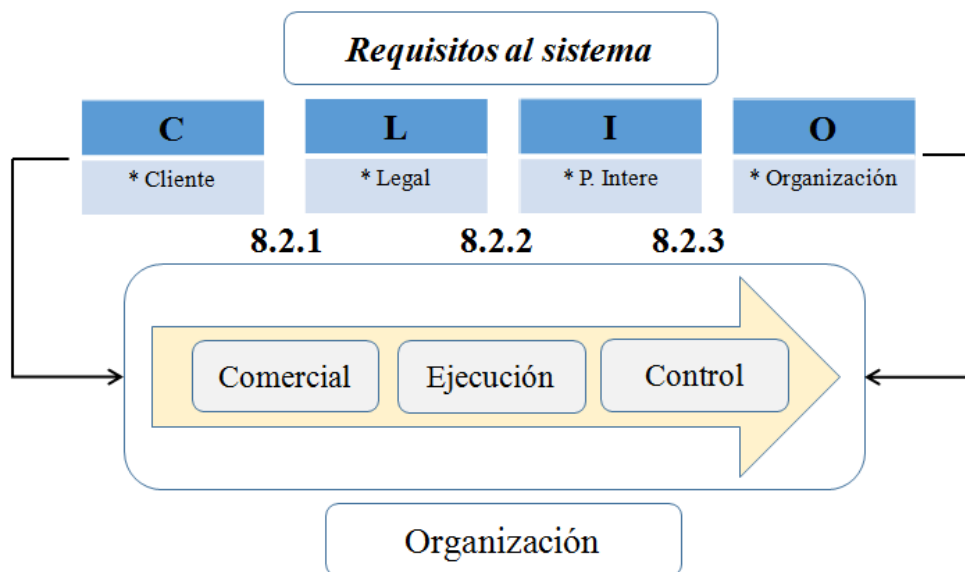 Requisitos al sistema
C
L
I
O
* Cliente
* Legal
* P. Intere
* Organización
8.2.1
8.2.2
8.2.3
Comercial
Ejecución
Control
Organización